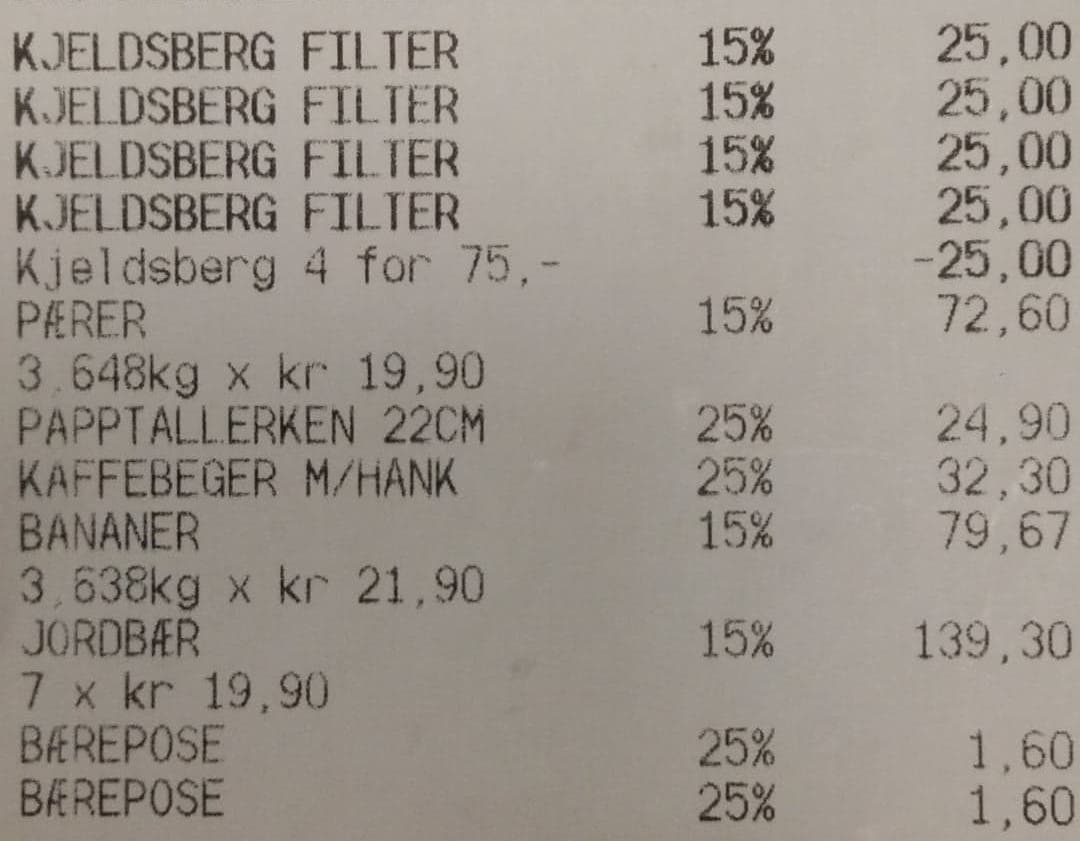 KJELDSBERG FILTER 15% 25,00
KJELDSBERG FILTER 15% 25,00
KJELDSBERG FILTER 15% 25,00
KJELDSBERG FILTER 15% 25,00
Kjeldsberg 4 for 75,- -25,00
PÆRER 15% 72,60
3.648kg x kr 19,90
PAPPTALLERKEN 22CM 25% 24,90
KAFFEBEGER M/HANK 25% 32,30
BANANER 15% 79,67
3,638kg x kr 21,90
JORDBÆR 15% 139,30
7 x kr 19,90
BÆREPOSE 25% 1,60
BÆREPOSE 25% 1,60